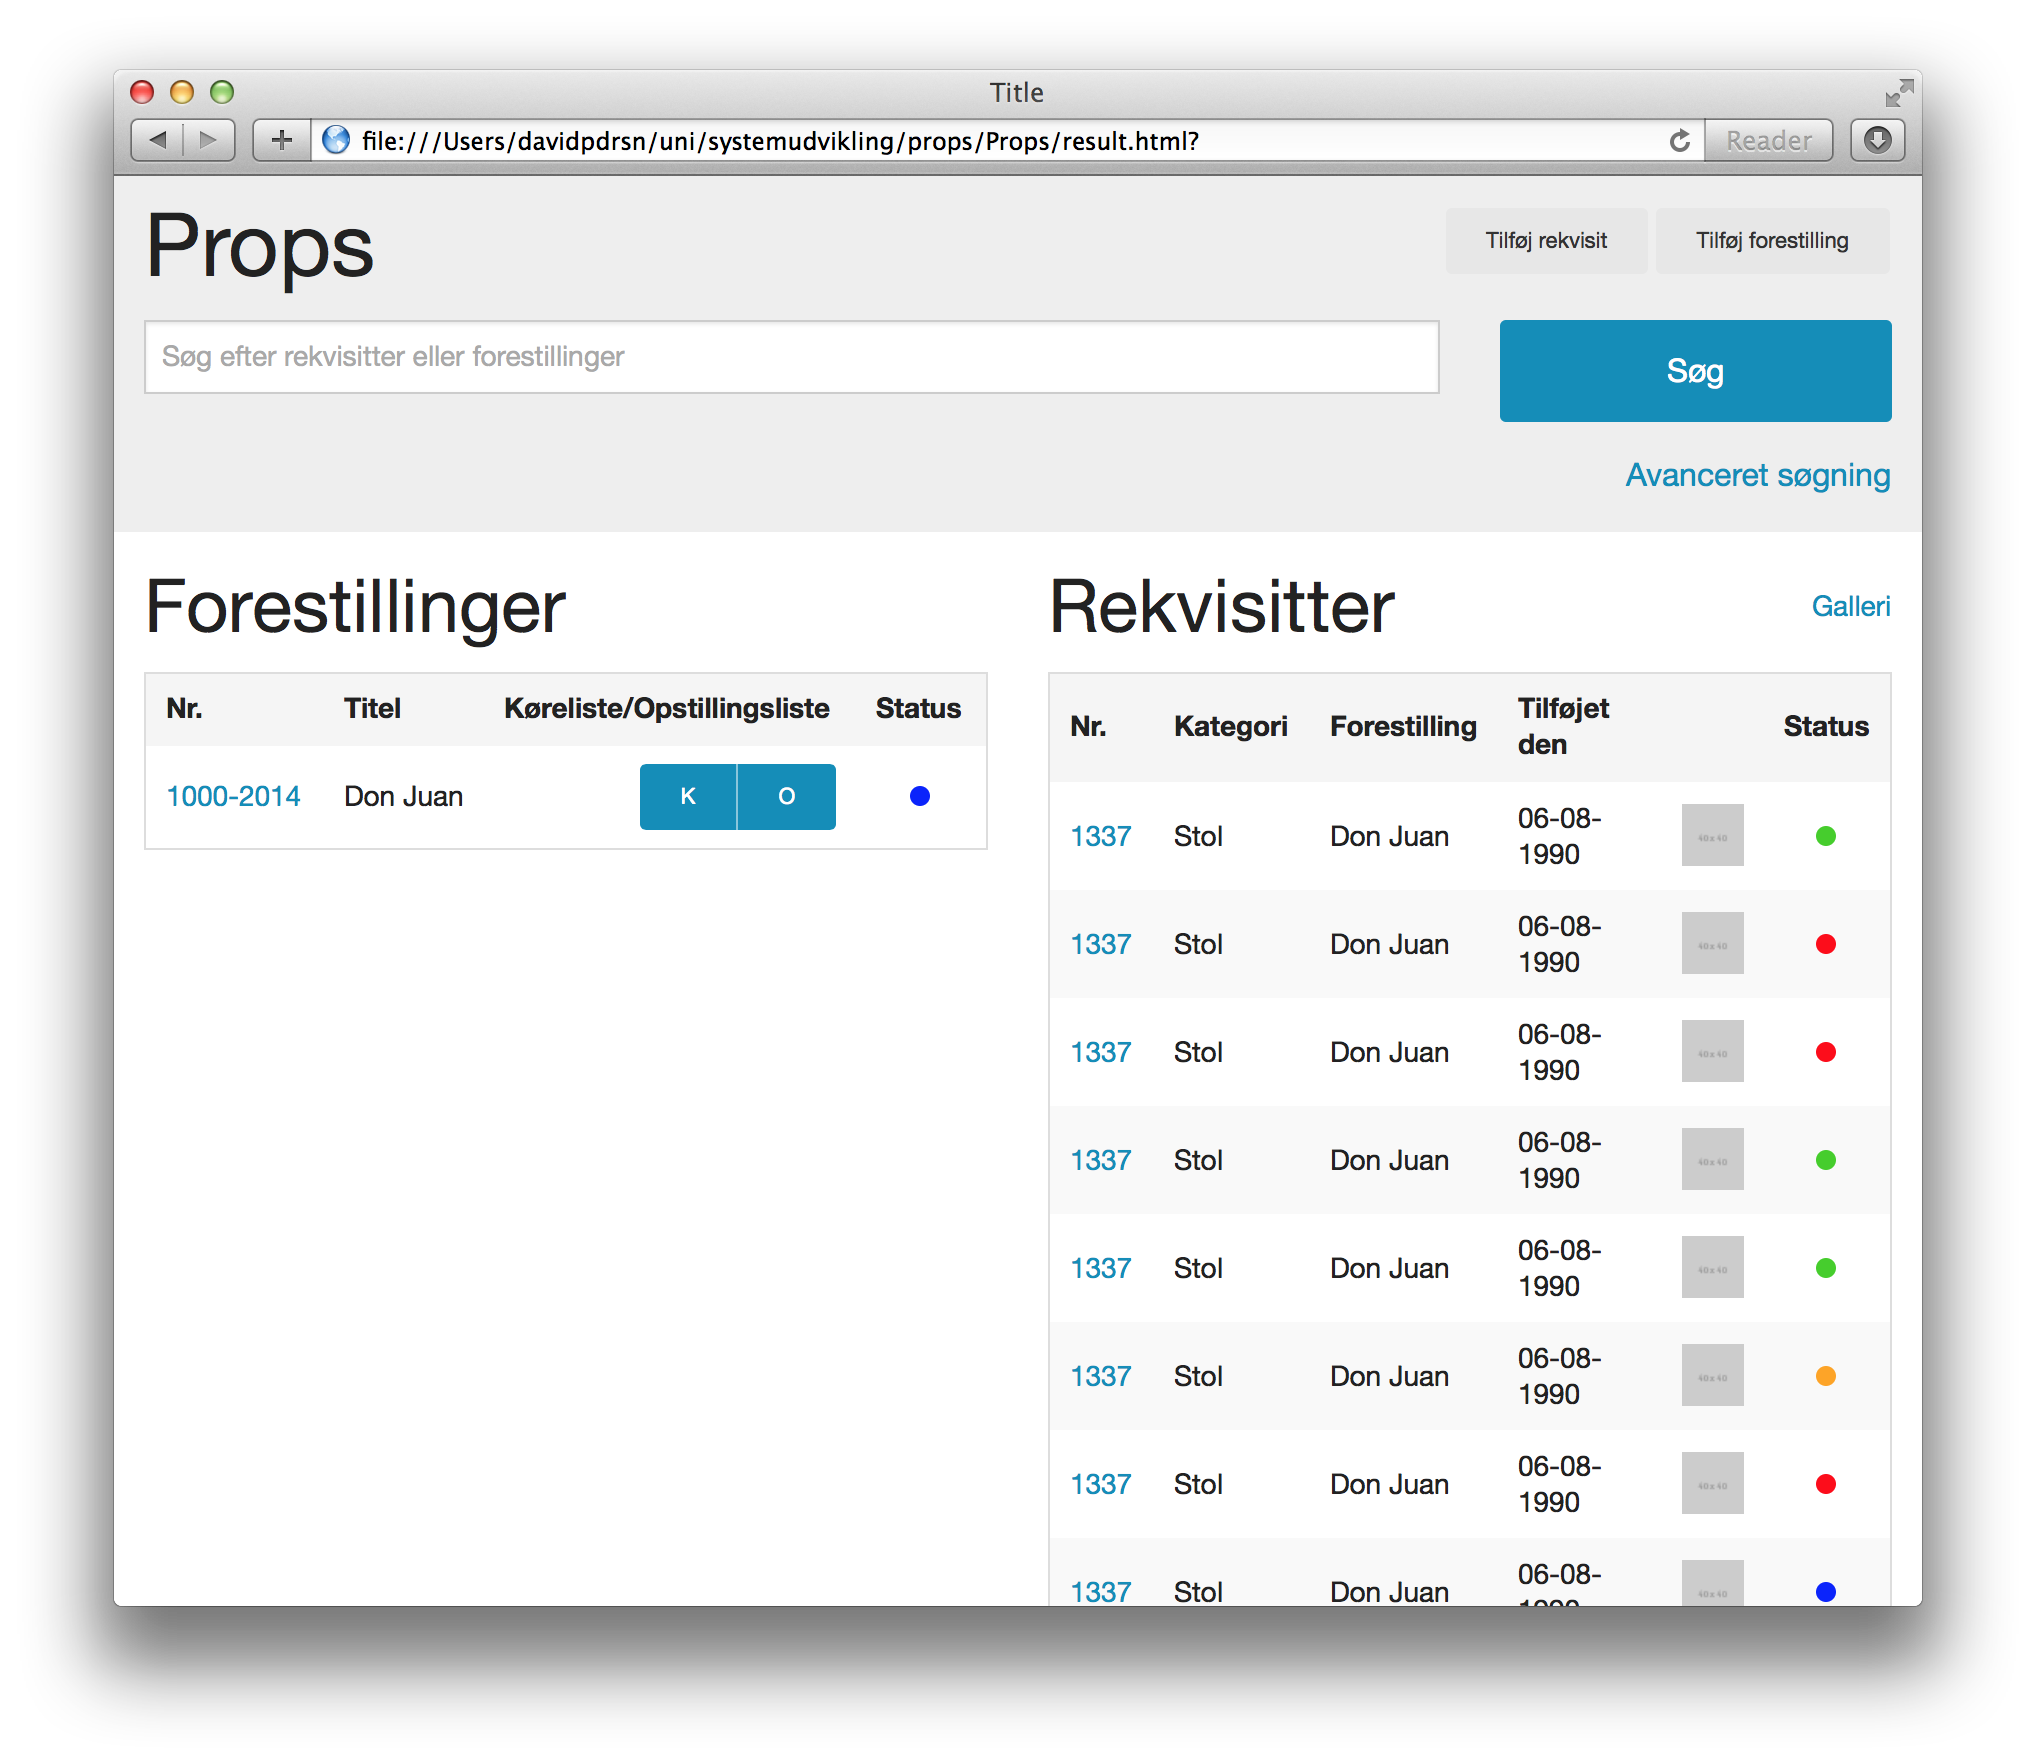 Title
file:///Users/davidpdrsn/uni/systemudvikling/props/Props/result.html?
Reader
Props
Tilføj rekvisit
Tilføj forestilling
Søg efter rekvisitter eller forestillinger
Søg
Avanceret søgning
Forestillinger
Nr. Titel Køreliste/Opstillingsliste Status
1000-2014 Don Juan K O
Rekvisitter
Galleri
Nr. Kategori Forestilling Tilføjet den Status
1337 Stol Don Juan 06-08-
1990 40x40
1337 Stol Don Juan 06-08-
1990 40x40
1337 Stol Don Juan 06-08-
1990 40x40
1337 Stol Don Juan 06-08-
1990 40x40
1337 Stol Don Juan 06-08-
1990 40x40
1337 Stol Don Juan 06-08-
1990 40x40
1337 Stol Don Juan 06-08-
1990 40x40
1337 Stol Don Juan 06-08-
40x40